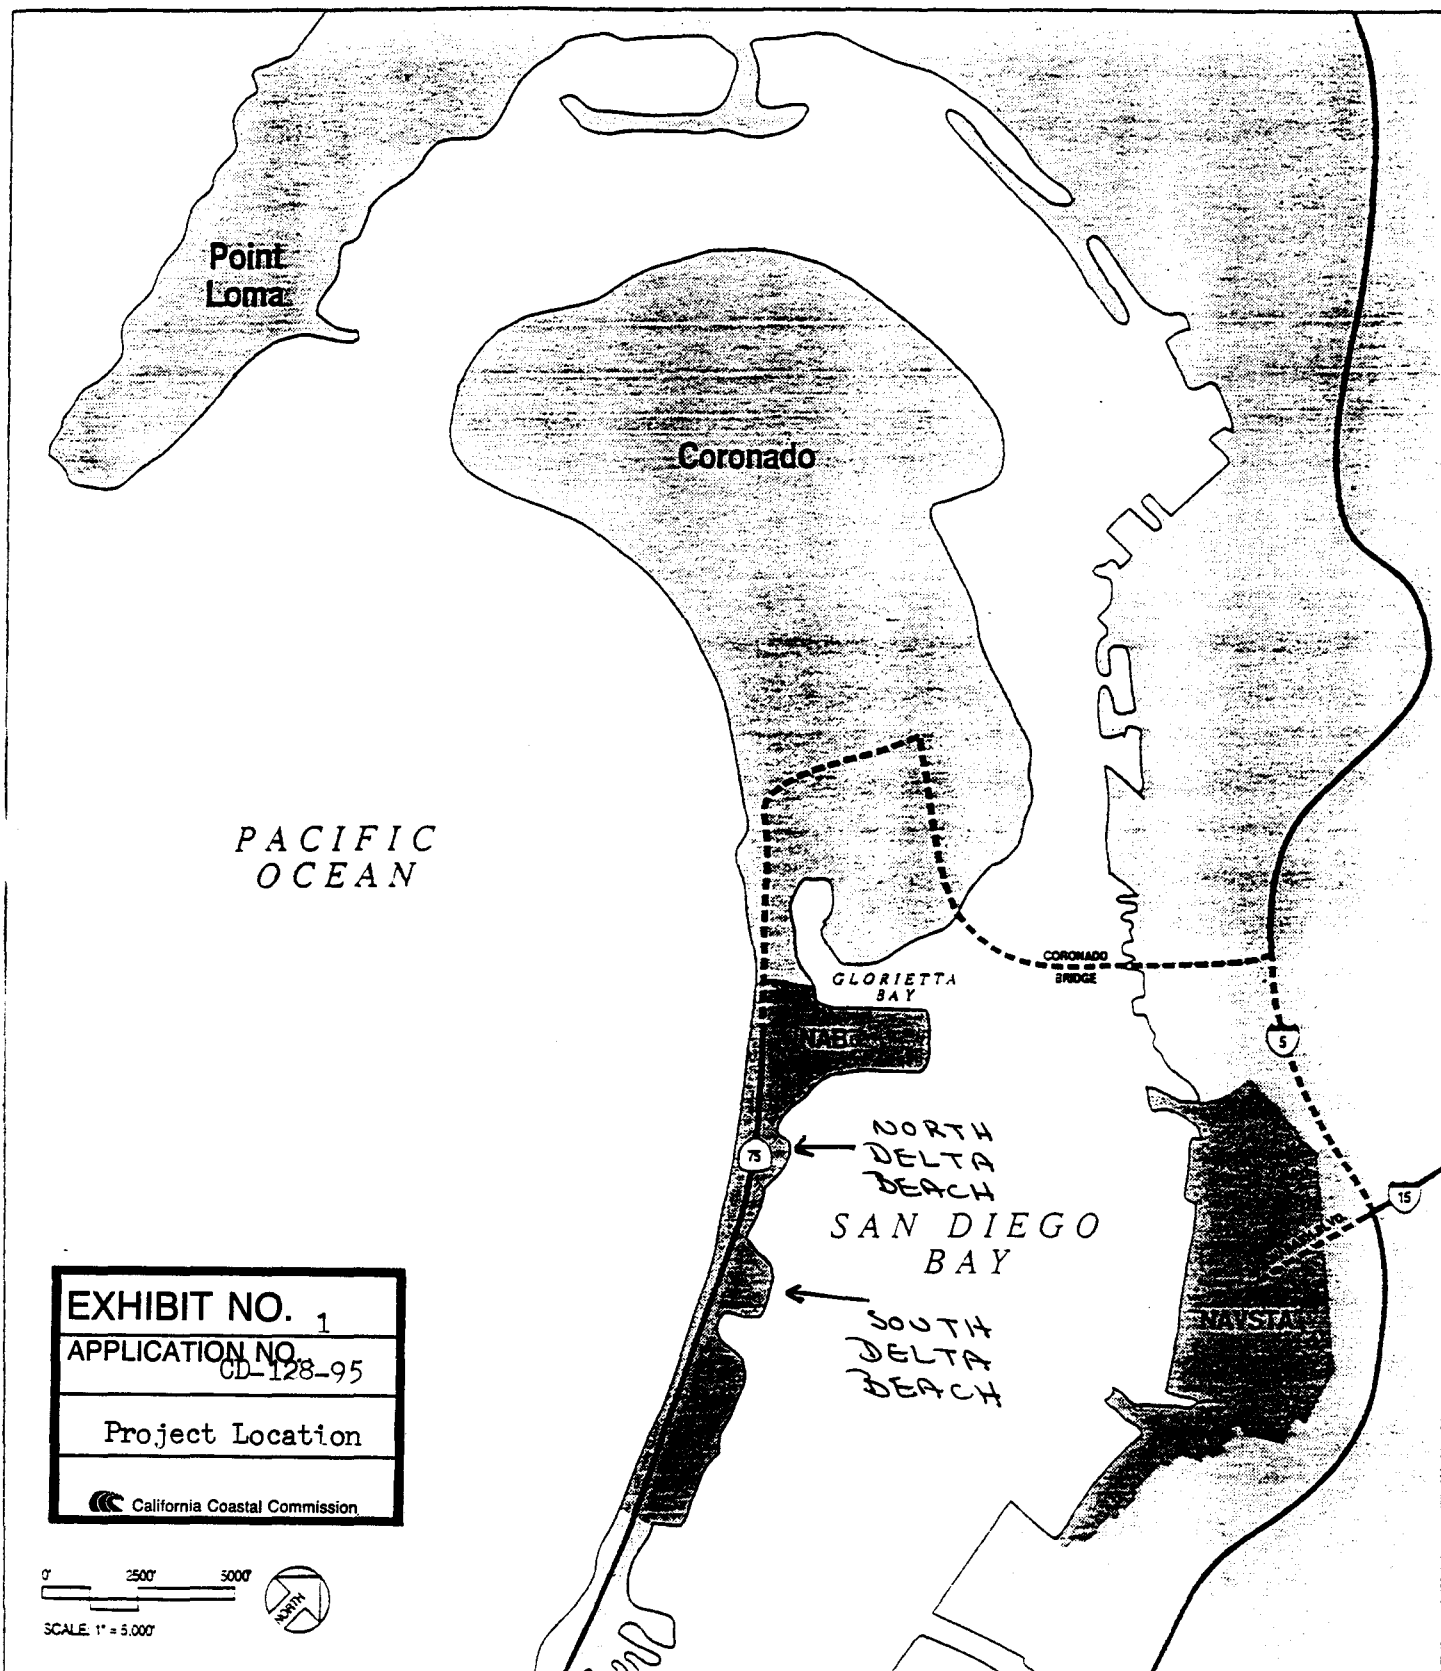 Point
Loma
Coronado
PACIFIC
OCEAN
CORONADO
BRIDGE
GLORIETTA
BAY
NAB
5
NORTH
DELTA
BEACH
75
15
SAN DIEGO
BAY
SOUTH
DELTA
BEACH
NAVSTA
EXHIBIT NO. 1
APPLICATION NO.
CD-128-95
Project Location
California Coastal Commission
0' 2500' 5000'
SCALE: 1" = 5,000'
NORTH